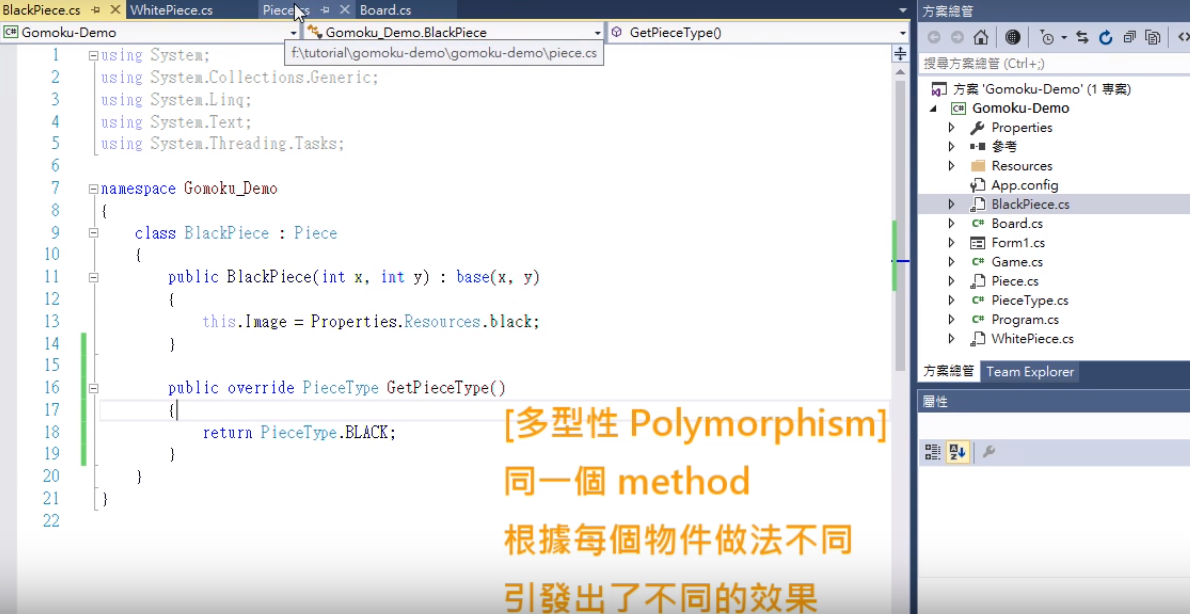 BlackPiece.cs
WhitePiece.cs
Piece.cs
Board.cs
Gomoku-Demo
Gomoku_Demo.BlackPiece
GetPieceType()
f:\tutorial\gomoku-demo\gomoku-demo\piece.cs
1 using System;
2 using System.Collections.Generic;
3 using System.Linq;
4 using System.Text;
5 using System.Threading.Tasks;
6
7 namespace Gomoku_Demo
8 {
9 class BlackPiece : Piece
10 {
11 public BlackPiece(int x, int y) : base(x, y)
12 {
13 this.Image = Properties.Resources.black;
14 }
15
16 public override PieceType GetPieceType()
17 {
18 return PieceType.BLACK;
19 }
20 }
21 }
22
[多型性 Polymorphism]
同一個 method
根據每個物件做法不同
引發出了不同的效果
方案總管
搜尋方案總管 (Ctrl+;)
方案 'Gomoku-Demo' (1 專案)
Gomoku-Demo
Properties
參考
Resources
App.config
BlackPiece.cs
Board.cs
Form1.cs
Game.cs
Piece.cs
PieceType.cs
Program.cs
WhitePiece.cs
方案總管 Team Explorer
屬性